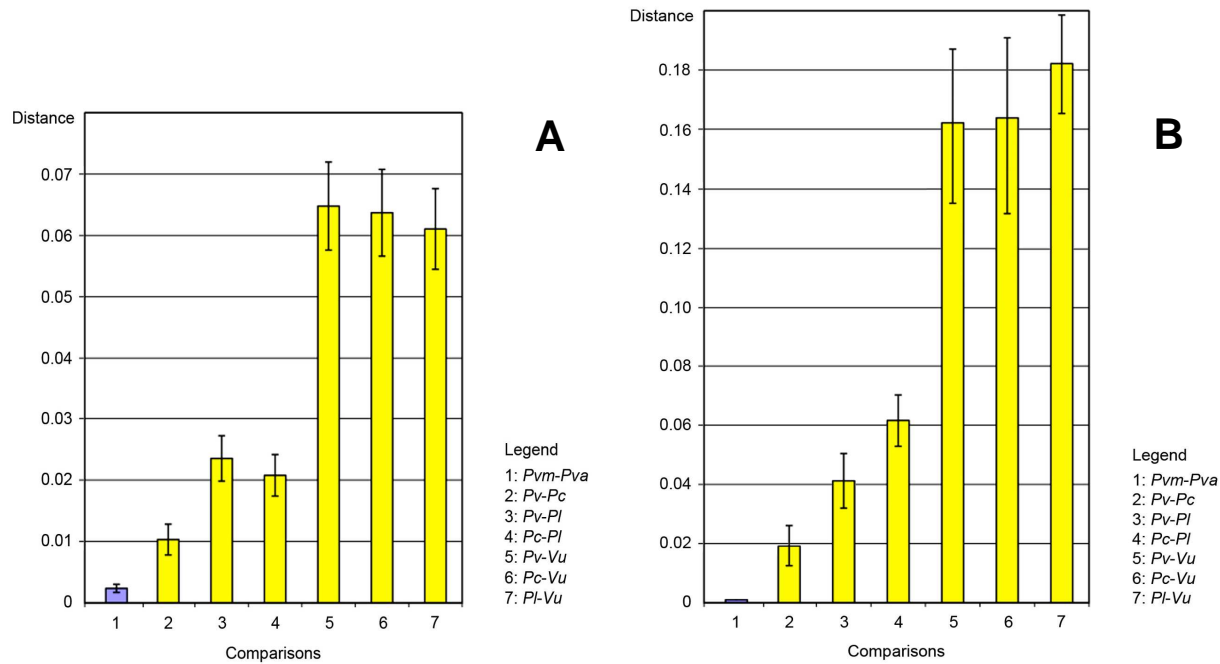 Distance
0.07
0.06
0.05
0.04
0.03
0.02
0.01
0
1 2 3 4 5 6 7
Comparisons
A
Legend
1: Pvm-Pva
2: Pv-Pc
3: Pv-Pl
4: Pc-Pl
5: Pv-Vu
6: Pc-Vu
7: Pl-Vu
Distance
0.18
0.16
0.14
0.12
0.10
0.08
0.06
0.04
0.02
0
1 2 3 4 5 6 7
Comparisons
B
Legend
1: Pvm-Pva
2: Pv-Pc
3: Pv-Pl
4: Pc-Pl
5: Pv-Vu
6: Pc-Vu
7: Pl-Vu